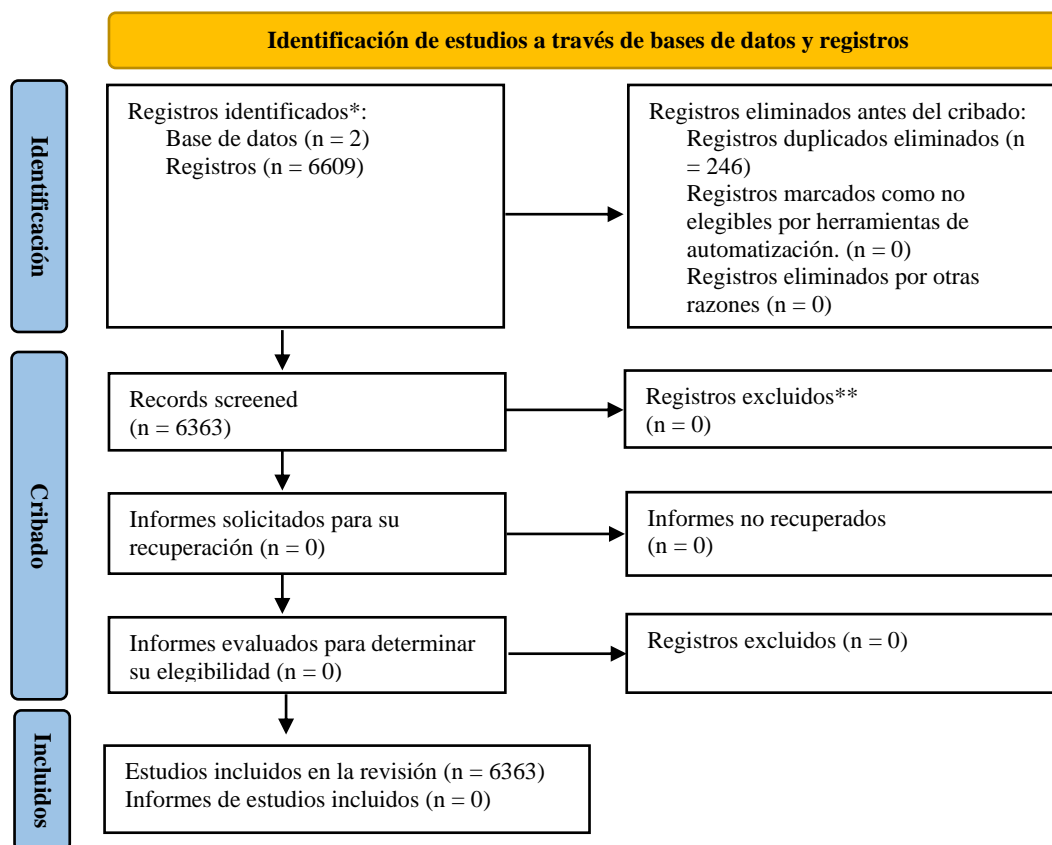 Identificación de estudios a través de bases de datos y registros
Identificación
Registros identificados*:
Base de datos (n = 2)
Registros (n = 6609)
Registros eliminados antes del cribado:
Registros duplicados eliminados (n
= 246)
Registros marcados como no
elegibles por herramientas de
automatización. (n = 0)
Registros eliminados por otras
razones (n = 0)
Cribado
Records screened
(n = 6363)
Registros excluidos**
(n = 0)
Informes solicitados para su
recuperación (n = 0)
Informes no recuperados
(n = 0)
Informes evaluados para determinar
su elegibilidad (n = 0)
Registros excluidos (n = 0)
Incluidos
Estudios incluidos en la revisión (n = 6363)
Informes de estudios incluidos (n = 0)